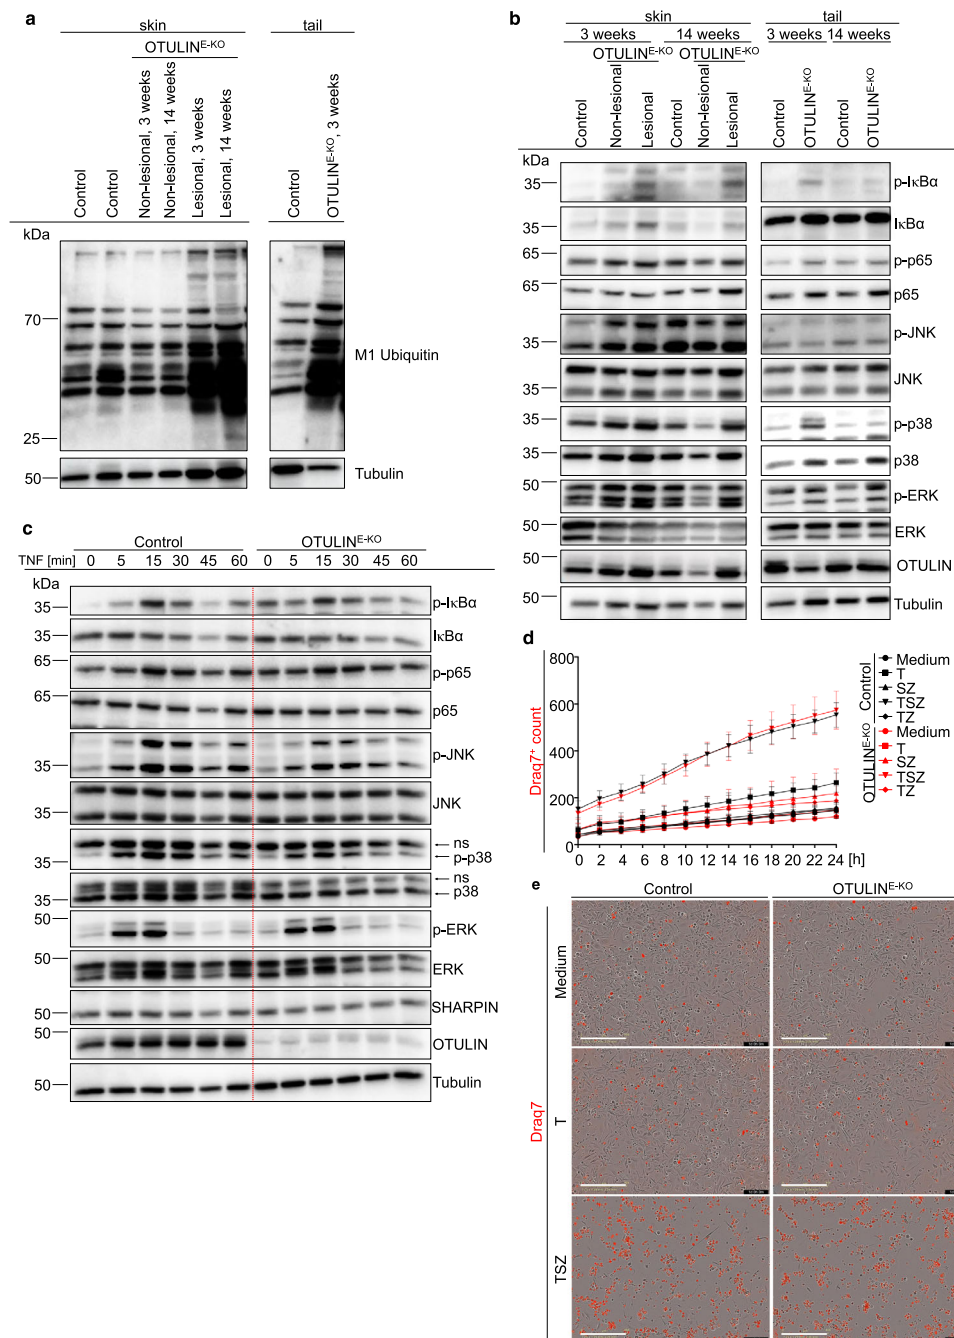 a
skin
tail
OTULINE-KO
Control
Control
Non-lesional, 3 weeks
Non-lesional, 14 weeks
Lesional, 3 weeks
Lesional, 14 weeks
Control
OTULINE-KO, 3 weeks
kDa
70
25
50
M1 Ubiquitin
Tubulin
b
skin
tail
3 weeks
14 weeks
3 weeks
14 weeks
OTULINE-KO
OTULINE-KO
Control
Non-lesional
Lesional
Control
Non-lesional
Lesional
Control
OTULINE-KO
Control
OTULINE-KO
kDa
35 p-IκBα
35 IκBα
65 p-p65
65 p65
35 p-JNK
35 JNK
35 p-p38
35 p38
50 p-ERK
50 ERK
50 OTULIN
50 Tubulin
c
Control
OTULINE-KO
TNF [min] 0 5 15 30 45 60 0 5 15 30 45 60
kDa
35 p-IκBα
35 IκBα
65 p-p65
65 p65
35 p-JNK
35 JNK
ns
35 p-p38
ns
35 p38
50 p-ERK
50 ERK
SHARPIN
50 OTULIN
50 Tubulin
d
800
600
400
200
0
Draq7+ count
0 2 4 6 8 10 12 14 16 18 20 22 24 [h]
Control
Medium
T
SZ
TSZ
TZ
OTULINE-KO
Medium
T
SZ
TSZ
TZ
e
Control
OTULINE-KO
Draq7
Medium
T
TSZ